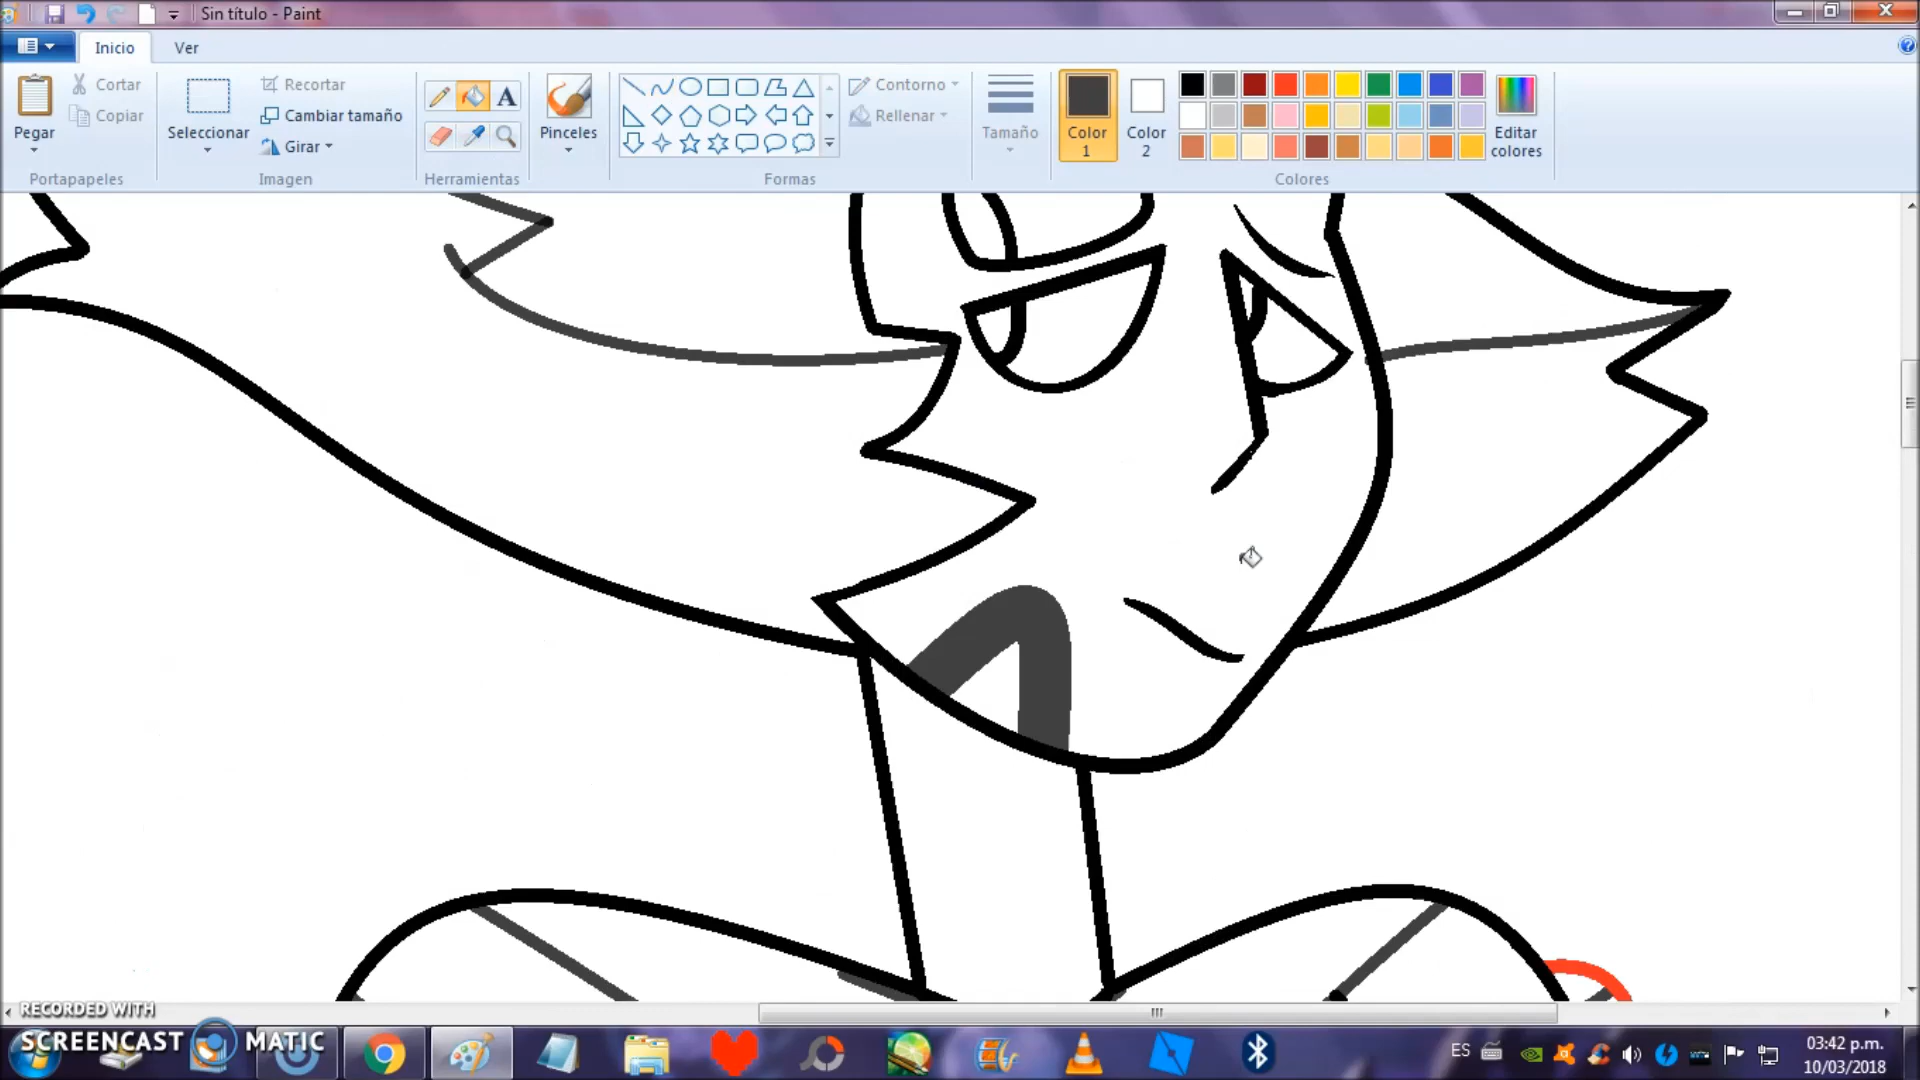 Sin título - Paint
Inicio
Ver
Pegar
Cortar
Copiar
Portapapeles
Seleccionar
Recortar
Cambiar tamaño
Girar
Imagen
A
Herramientas
Pinceles
Contorno
Rellenar
Formas
Tamaño
Color
1
Color
2
Editar
colores
Colores
RECORDED WITH
SCREENCAST MATIC
ES
03:42 p.m.
10/03/2018